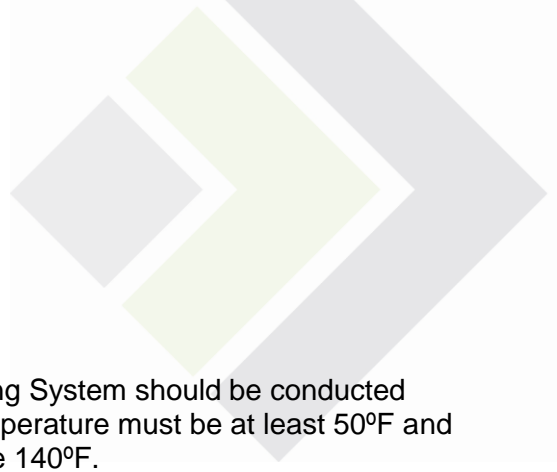 ng System should be conducted
perature must be at least 50ºF and
e 140ºF.